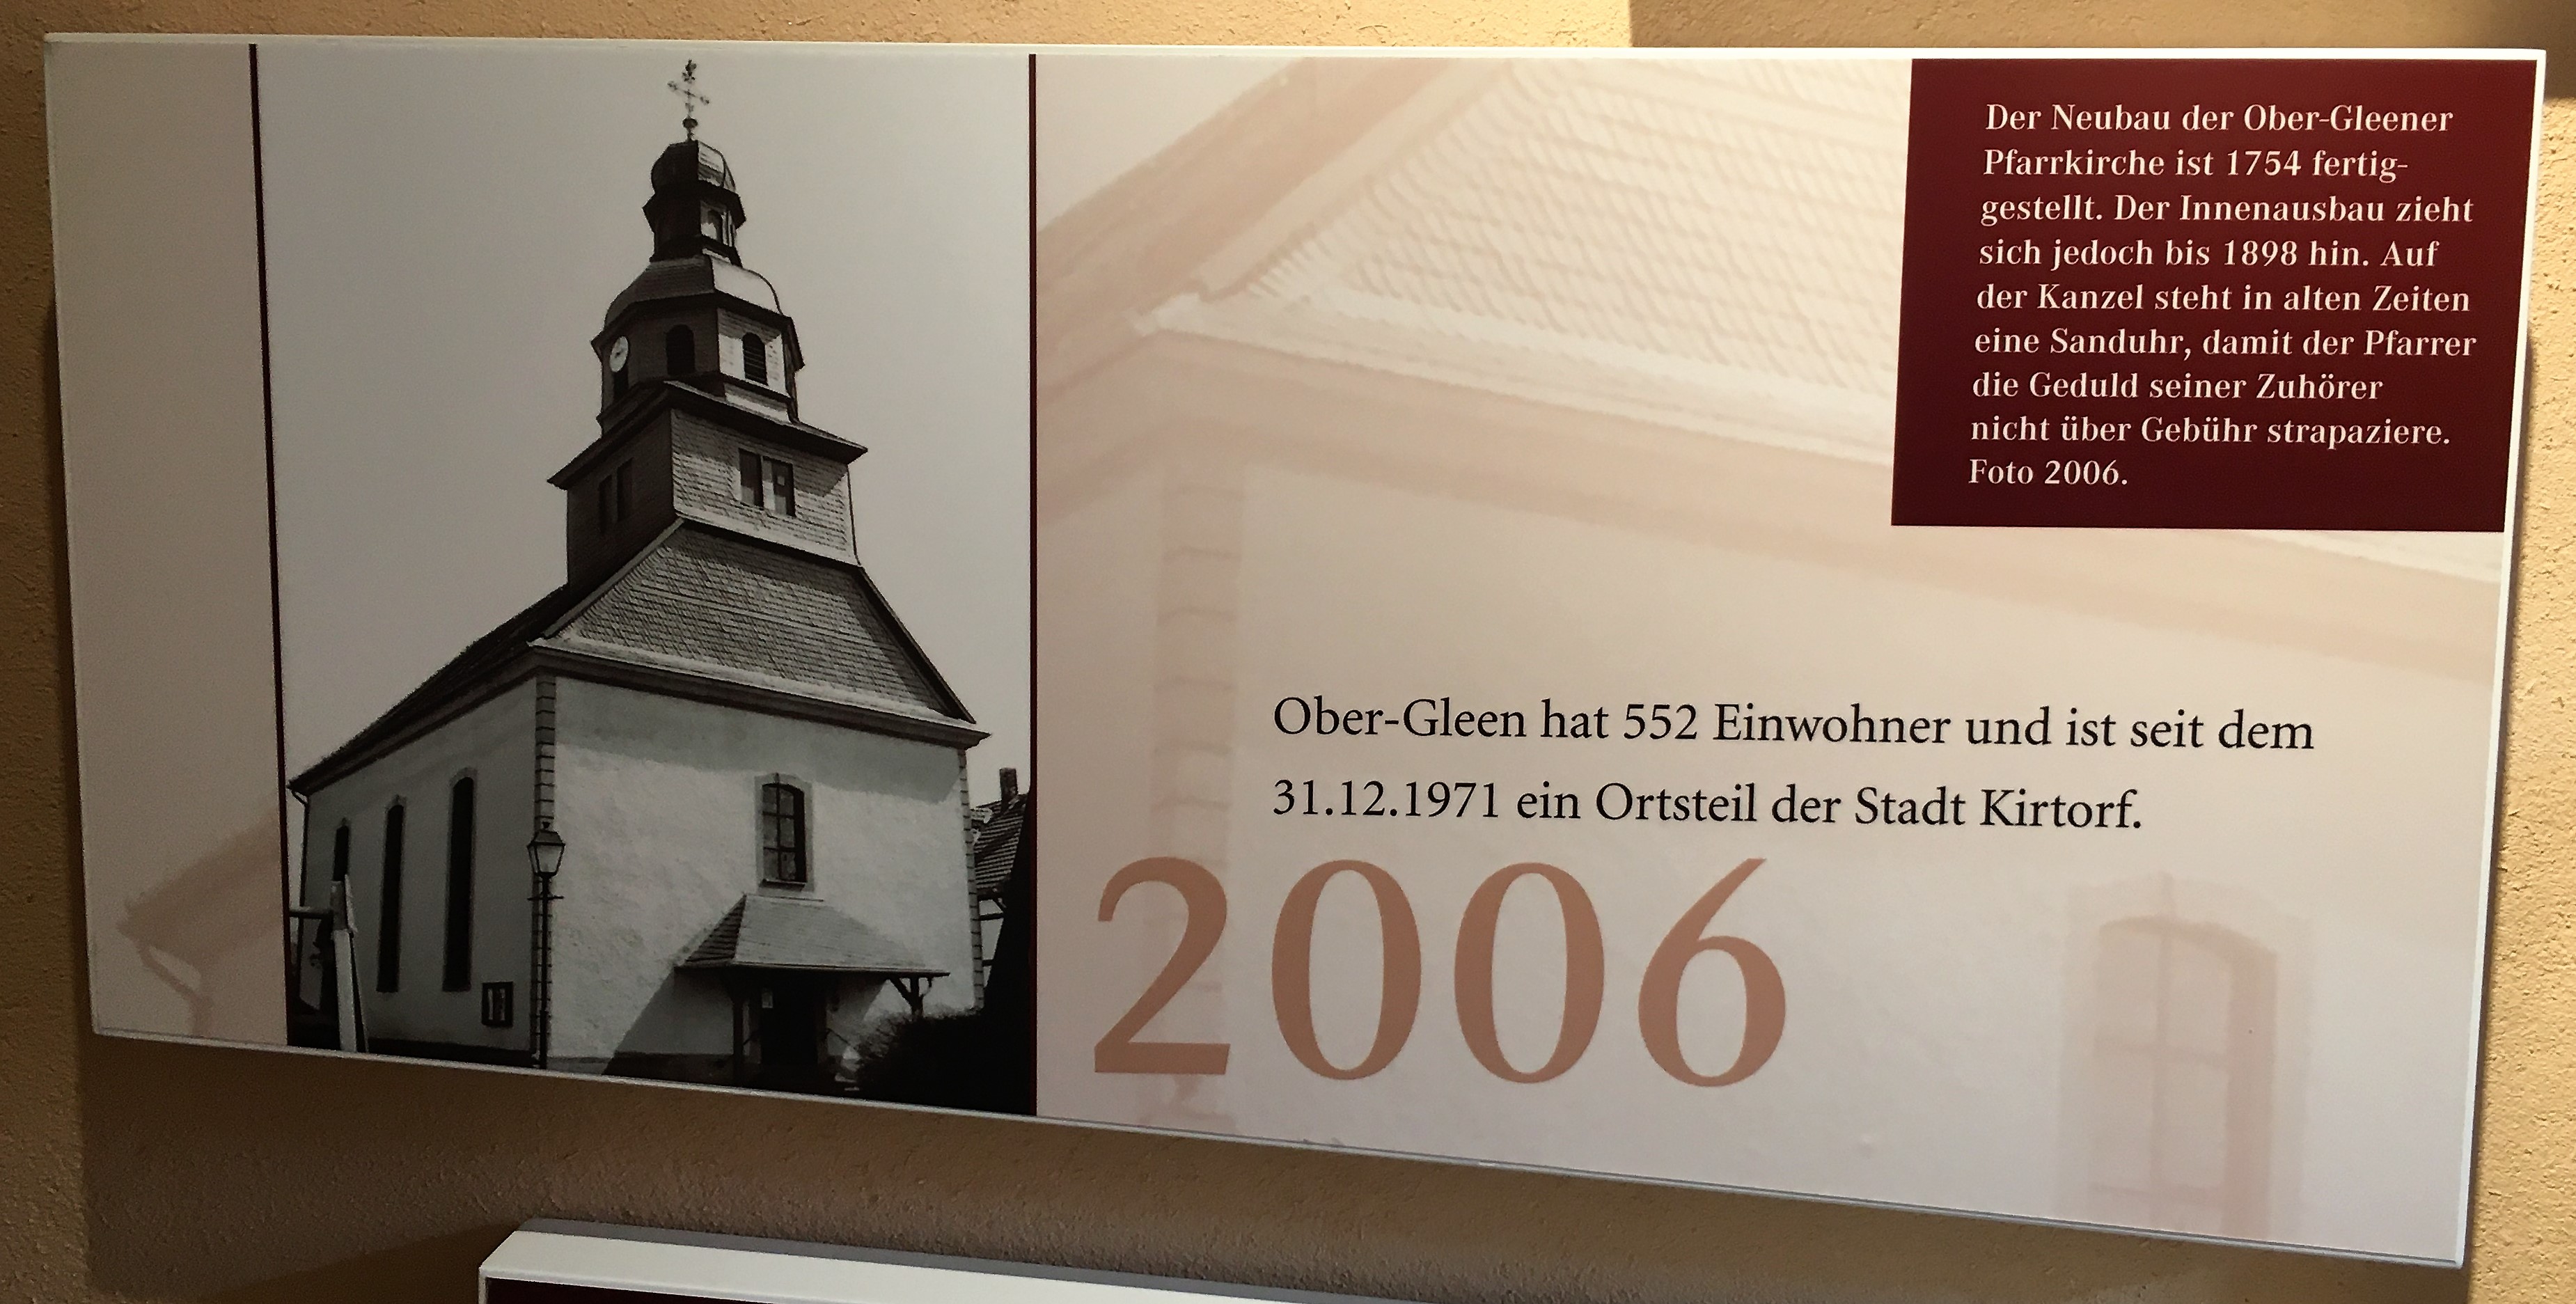 Der Neubau der Ober-Gleener
Pfarrkirche ist 1754 fertig-
gestellt. Der Innenausbau zieht
sich jedoch bis 1898 hin. Auf
der Kanzel steht in alten Zeiten
eine Sanduhr, damit der Pfarrer
die Geduld seiner Zuhörer
nicht über Gebühr strapaziere.
Foto 2006.
Ober-Gleen hat 552 Einwohner und ist seit dem
31.12.1971 ein Ortsteil der Stadt Kirtorf.
2006